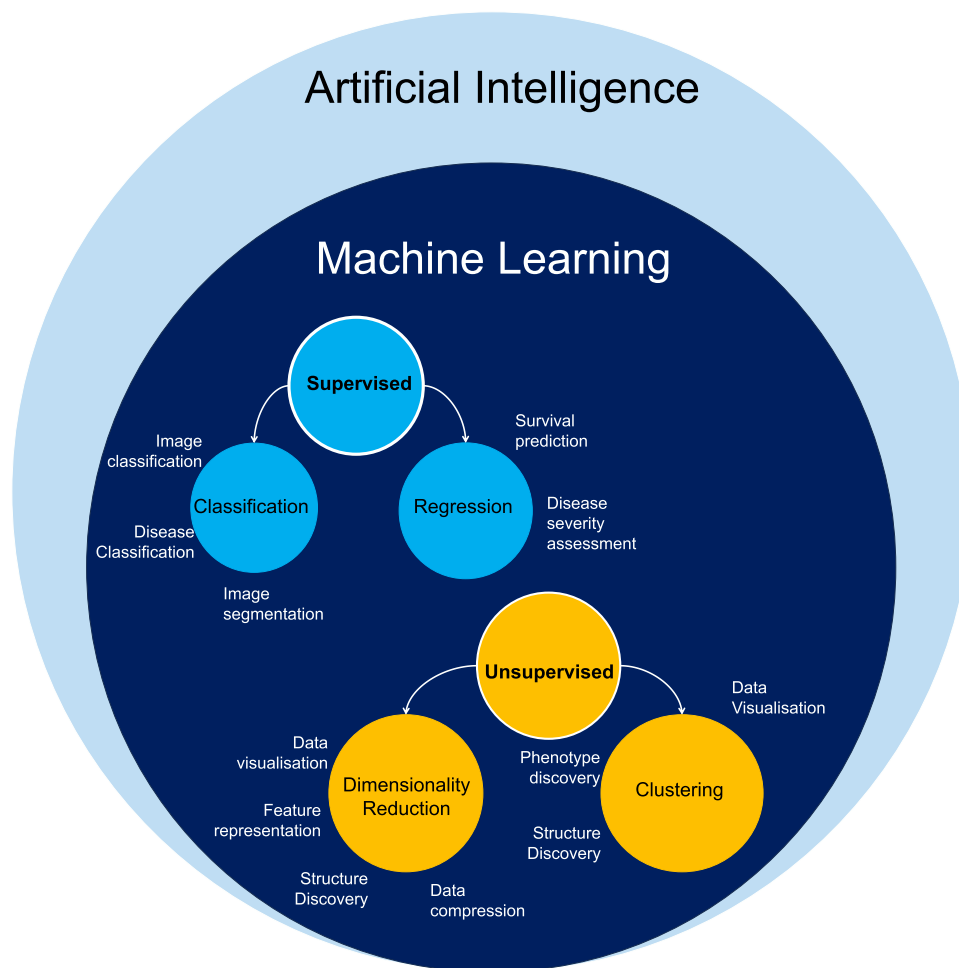 Artificial Intelligence
Machine Learning
Supervised
Image
classification
Classification
Disease
Classification
Image
segmentation
Survival
prediction
Regression
Disease
severity
assessment
Unsupervised
Data
visualisation
Dimensionality
Reduction
Feature
representation
Structure
Discovery
Data
compression
Data
Visualisation
Phenotype
discovery
Clustering
Structure
Discovery